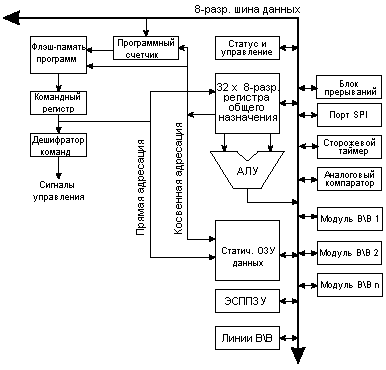 8-разр. шина данных
Флэш-память
программ
Программный
счетчик
Статус и
управление
Командный
регистр
32 x 8-разр.
регистра
общего
назначения
Блок
прерываний
Порт SPI
Дешифратор
команд
Сторожевой
таймер
АЛУ
Аналоговый
компаратор
Сигналы
управления
Прямая адресация
Косвенная адресация
Модуль В\В 1
Статич. ОЗУ
данных
Модуль В\В 2
Модуль В\В n
ЭСППЗУ
Линии В\В